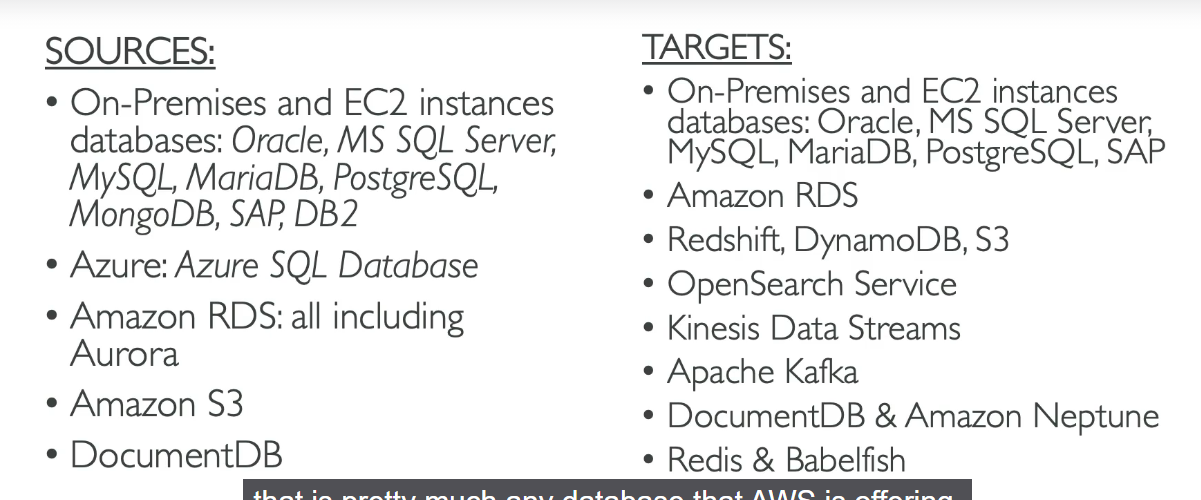 SOURCES:
• On-Premises and EC2 instances
databases: Oracle, MS SQL Server,
MySQL, MariaDB, PostgreSQL,
MongoDB, SAP, DB2
• Azure: Azure SQL Database
• Amazon RDS: all including
Aurora
• Amazon S3
• DocumentDB
TARGETS:
• On-Premises and EC2 instances
databases: Oracle, MS SQL Server,
MySQL, MariaDB, PostgreSQL, SAP
• Amazon RDS
• Redshift, DynamoDB, S3
• OpenSearch Service
• Kinesis Data Streams
• Apache Kafka
• DocumentDB & Amazon Neptune
• Redis & Babelfish
that is pretty much any database that AWS is offering